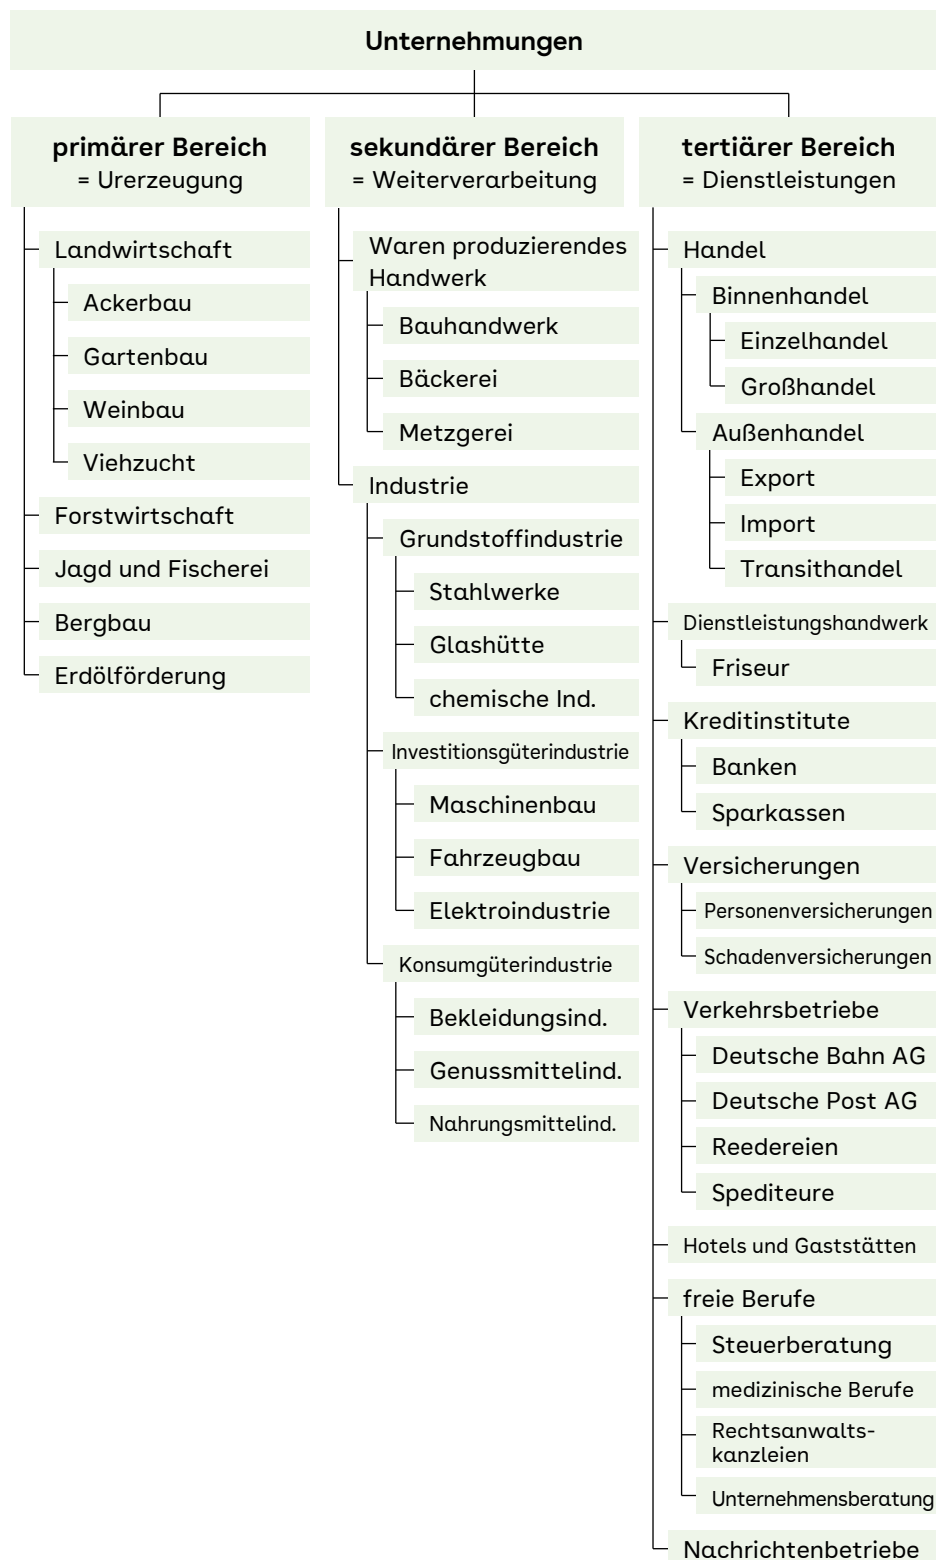 Unternehmungen
primärer Bereich
= Urerzeugung
Landwirtschaft
Ackerbau
Gartenbau
Weinbau
Viehzucht
Forstwirtschaft
Jagd und Fischerei
Bergbau
Erdölförderung
sekundärer Bereich
= Weiterverarbeitung
Waren produzierendes
Handwerk
Bauhandwerk
Bäckerei
Metzgerei
Industrie
Grundstoffindustrie
Stahlwerke
Glashütte
chemische Ind.
Investitionsgüterindustrie
Maschinenbau
Fahrzeugbau
Elektroindustrie
Konsumgüterindustrie
Bekleidungsind.
Genussmittelind.
Nahrungsmittelind.
tertiärer Bereich
= Dienstleistungen
Handel
Binnenhandel
Einzelhandel
Großhandel
Außenhandel
Export
Import
Transithandel
Dienstleistungshandwerk
Friseur
Kreditinstitute
Banken
Sparkassen
Versicherungen
Personenversicherungen
Schadenversicherungen
Verkehrsbetriebe
Deutsche Bahn AG
Deutsche Post AG
Reedereien
Spediteure
Hotels und Gaststätten
freie Berufe
Steuerberatung
medizinische Berufe
Rechtsanwalts-
kanzleien
Unternehmensberatung
Nachrichtenbetriebe